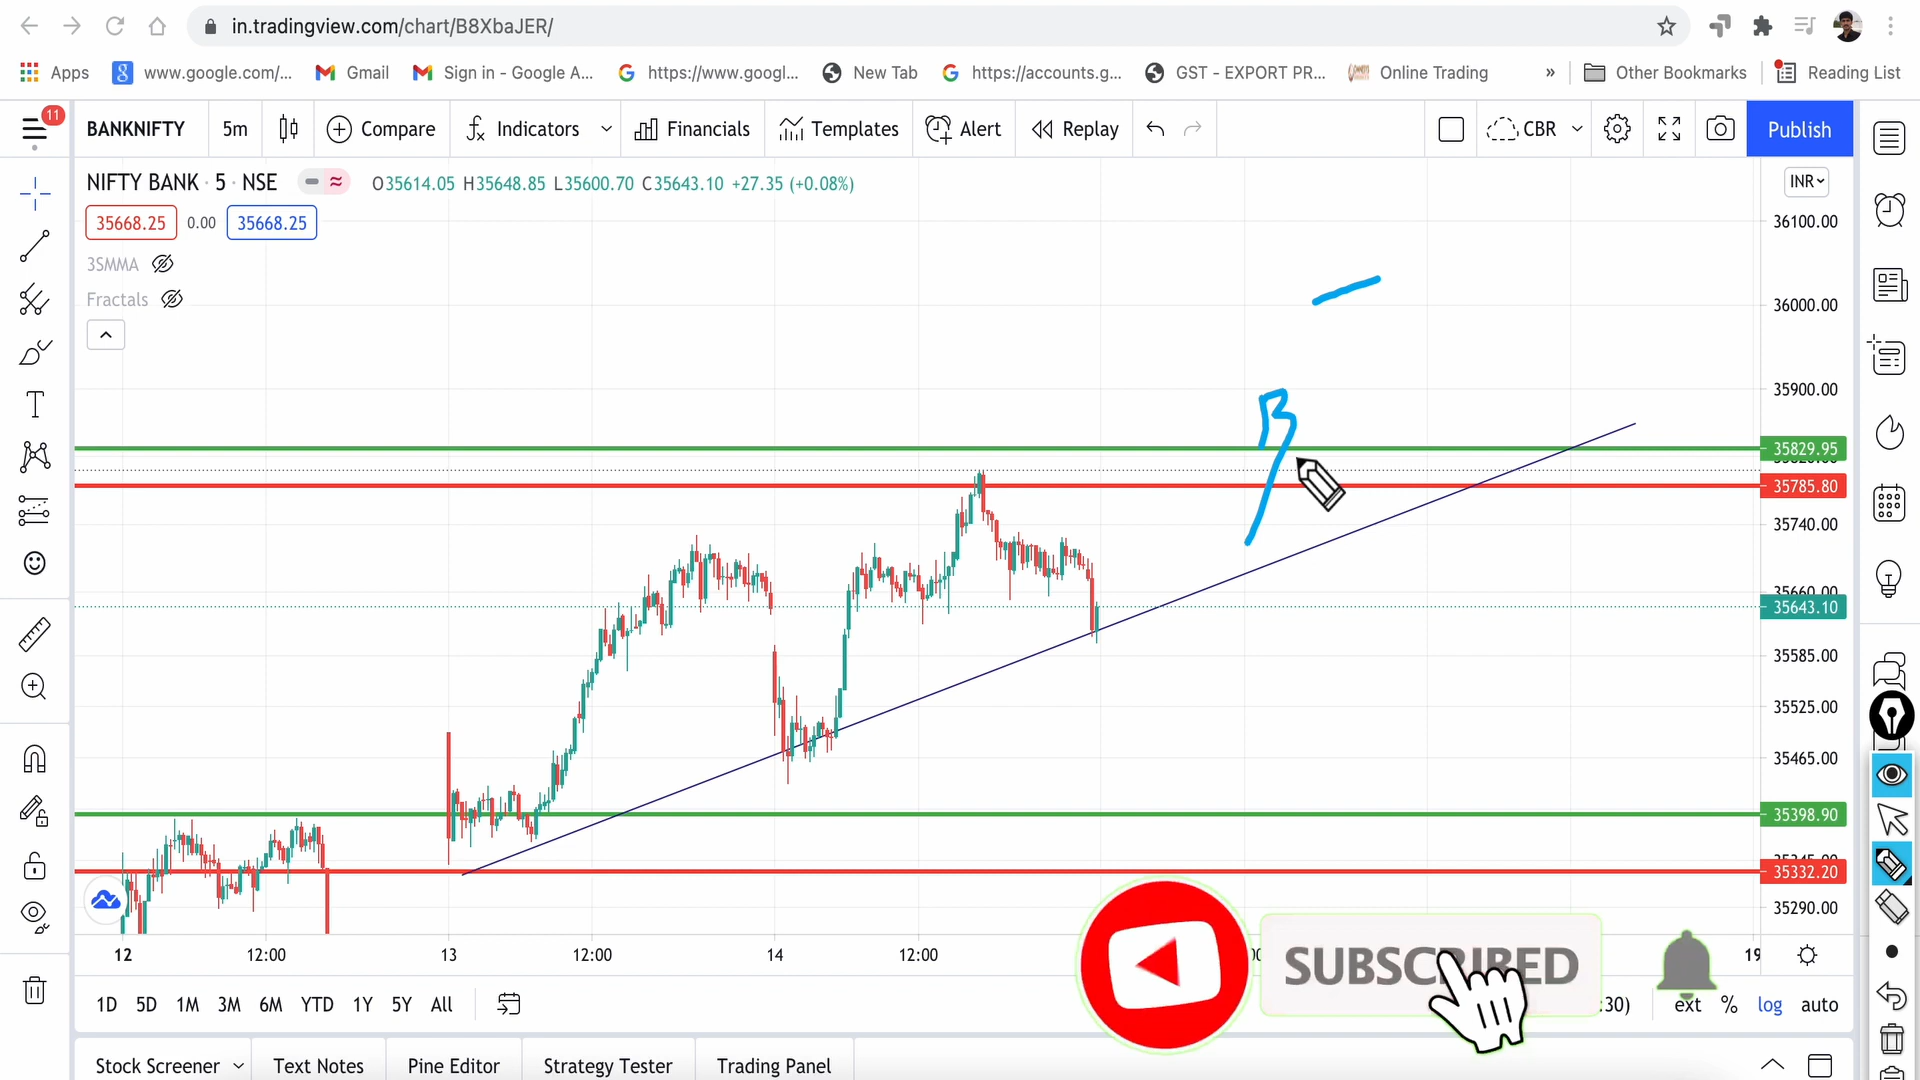 in.tradingview.com/chart/B8XbaJER/
Apps www.google.com/... Gmail Sign in - Google A... https://www.googl... New Tab https://accounts.g... GST - EXPORT PR... Online Trading » Other Bookmarks Reading List
11
BANKNIFTY 5m Compare Indicators Financials Templates Alert Replay CBR Publish
NIFTY BANK · 5 · NSE O35614.05 H35648.85 L35600.70 C35643.10 +27.35 (+0.08%) INR
35668.25 0.00 35668.25
3SMMA
Fractals
36100.00
36000.00
35900.00
35829.95
35785.80
35740.00
35660.00
35643.10
35585.00
35525.00
35465.00
35398.90
35332.20
35290.00
12 12:00 13 12:00 14 12:00 19
SUBSCRIBED
1D 5D 1M 3M 6M YTD 1Y 5Y All :30) ext % log auto
Stock Screener Text Notes Pine Editor Strategy Tester Trading Panel